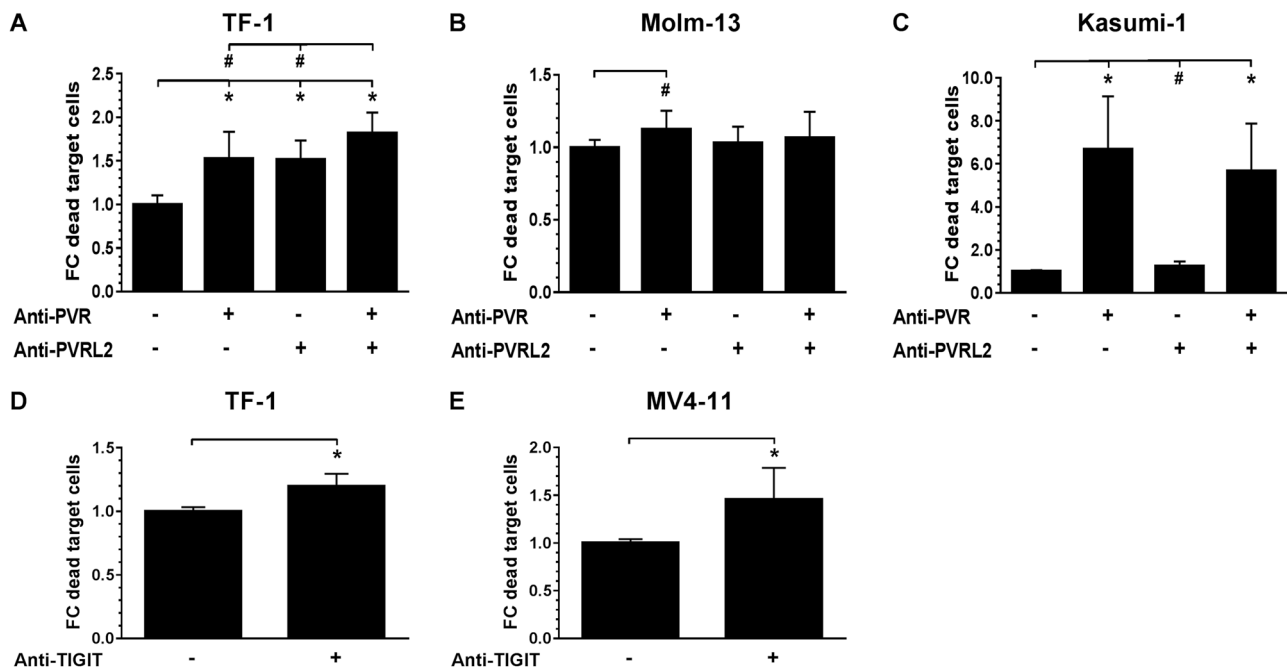 A TF-1
# #
* * *
FC dead target cells
2.5
2.0
1.5
1.0
0.5
0.0
Anti-PVR - + - +
Anti-PVRL2 - - + +
B Molm-13
#
FC dead target cells
1.5
1.0
0.5
0.0
Anti-PVR - + - +
Anti-PVRL2 - - + +
C Kasumi-1
* # *
FC dead target cells
10.0
8.0
6.0
4.0
2.0
0.0
Anti-PVR - + - +
Anti-PVRL2 - - + +
D TF-1
*
FC dead target cells
1.5
1.0
0.5
0.0
Anti-TIGIT - +
E MV4-11
*
FC dead target cells
2.0
1.5
1.0
0.5
0.0
Anti-TIGIT - +